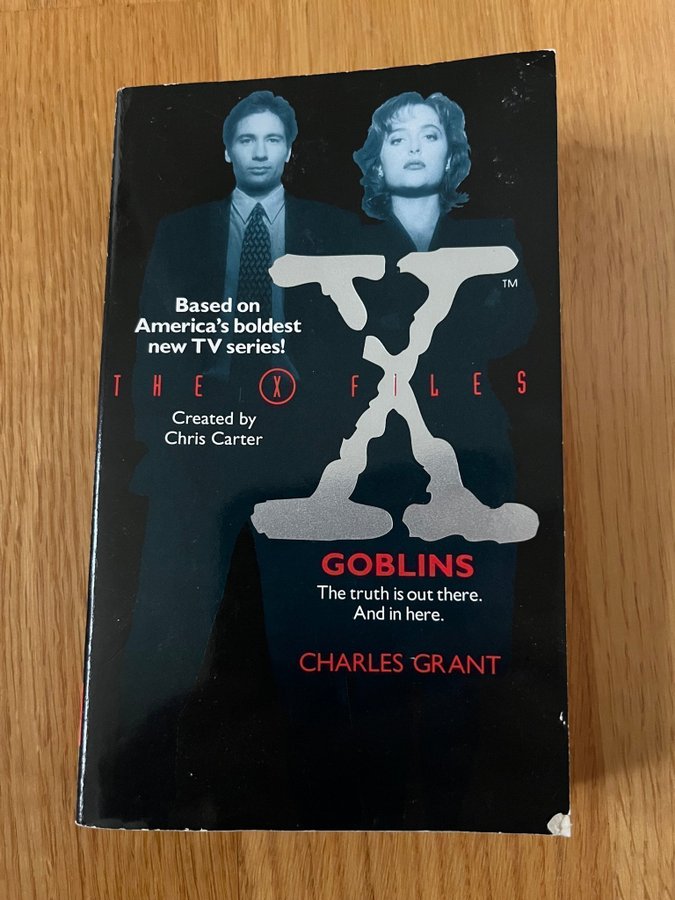 Based on
America's boldest
new TV series!
X
TM
THE X FILES
Created by
Chris Carter
GOBLINS
The truth is out there.
And in here.
CHARLES GRANT